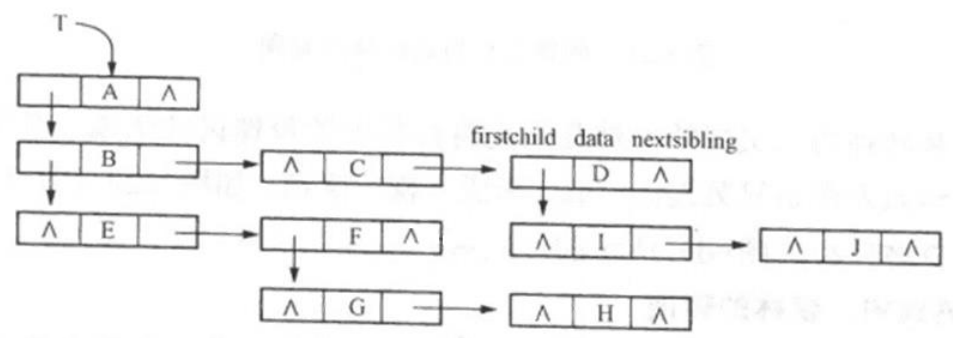 T
A ∧
B
∧ C
firstchild data nextsibling
D ∧
∧ E
F ∧
∧ I
∧ J ∧
∧ G
∧ H ∧